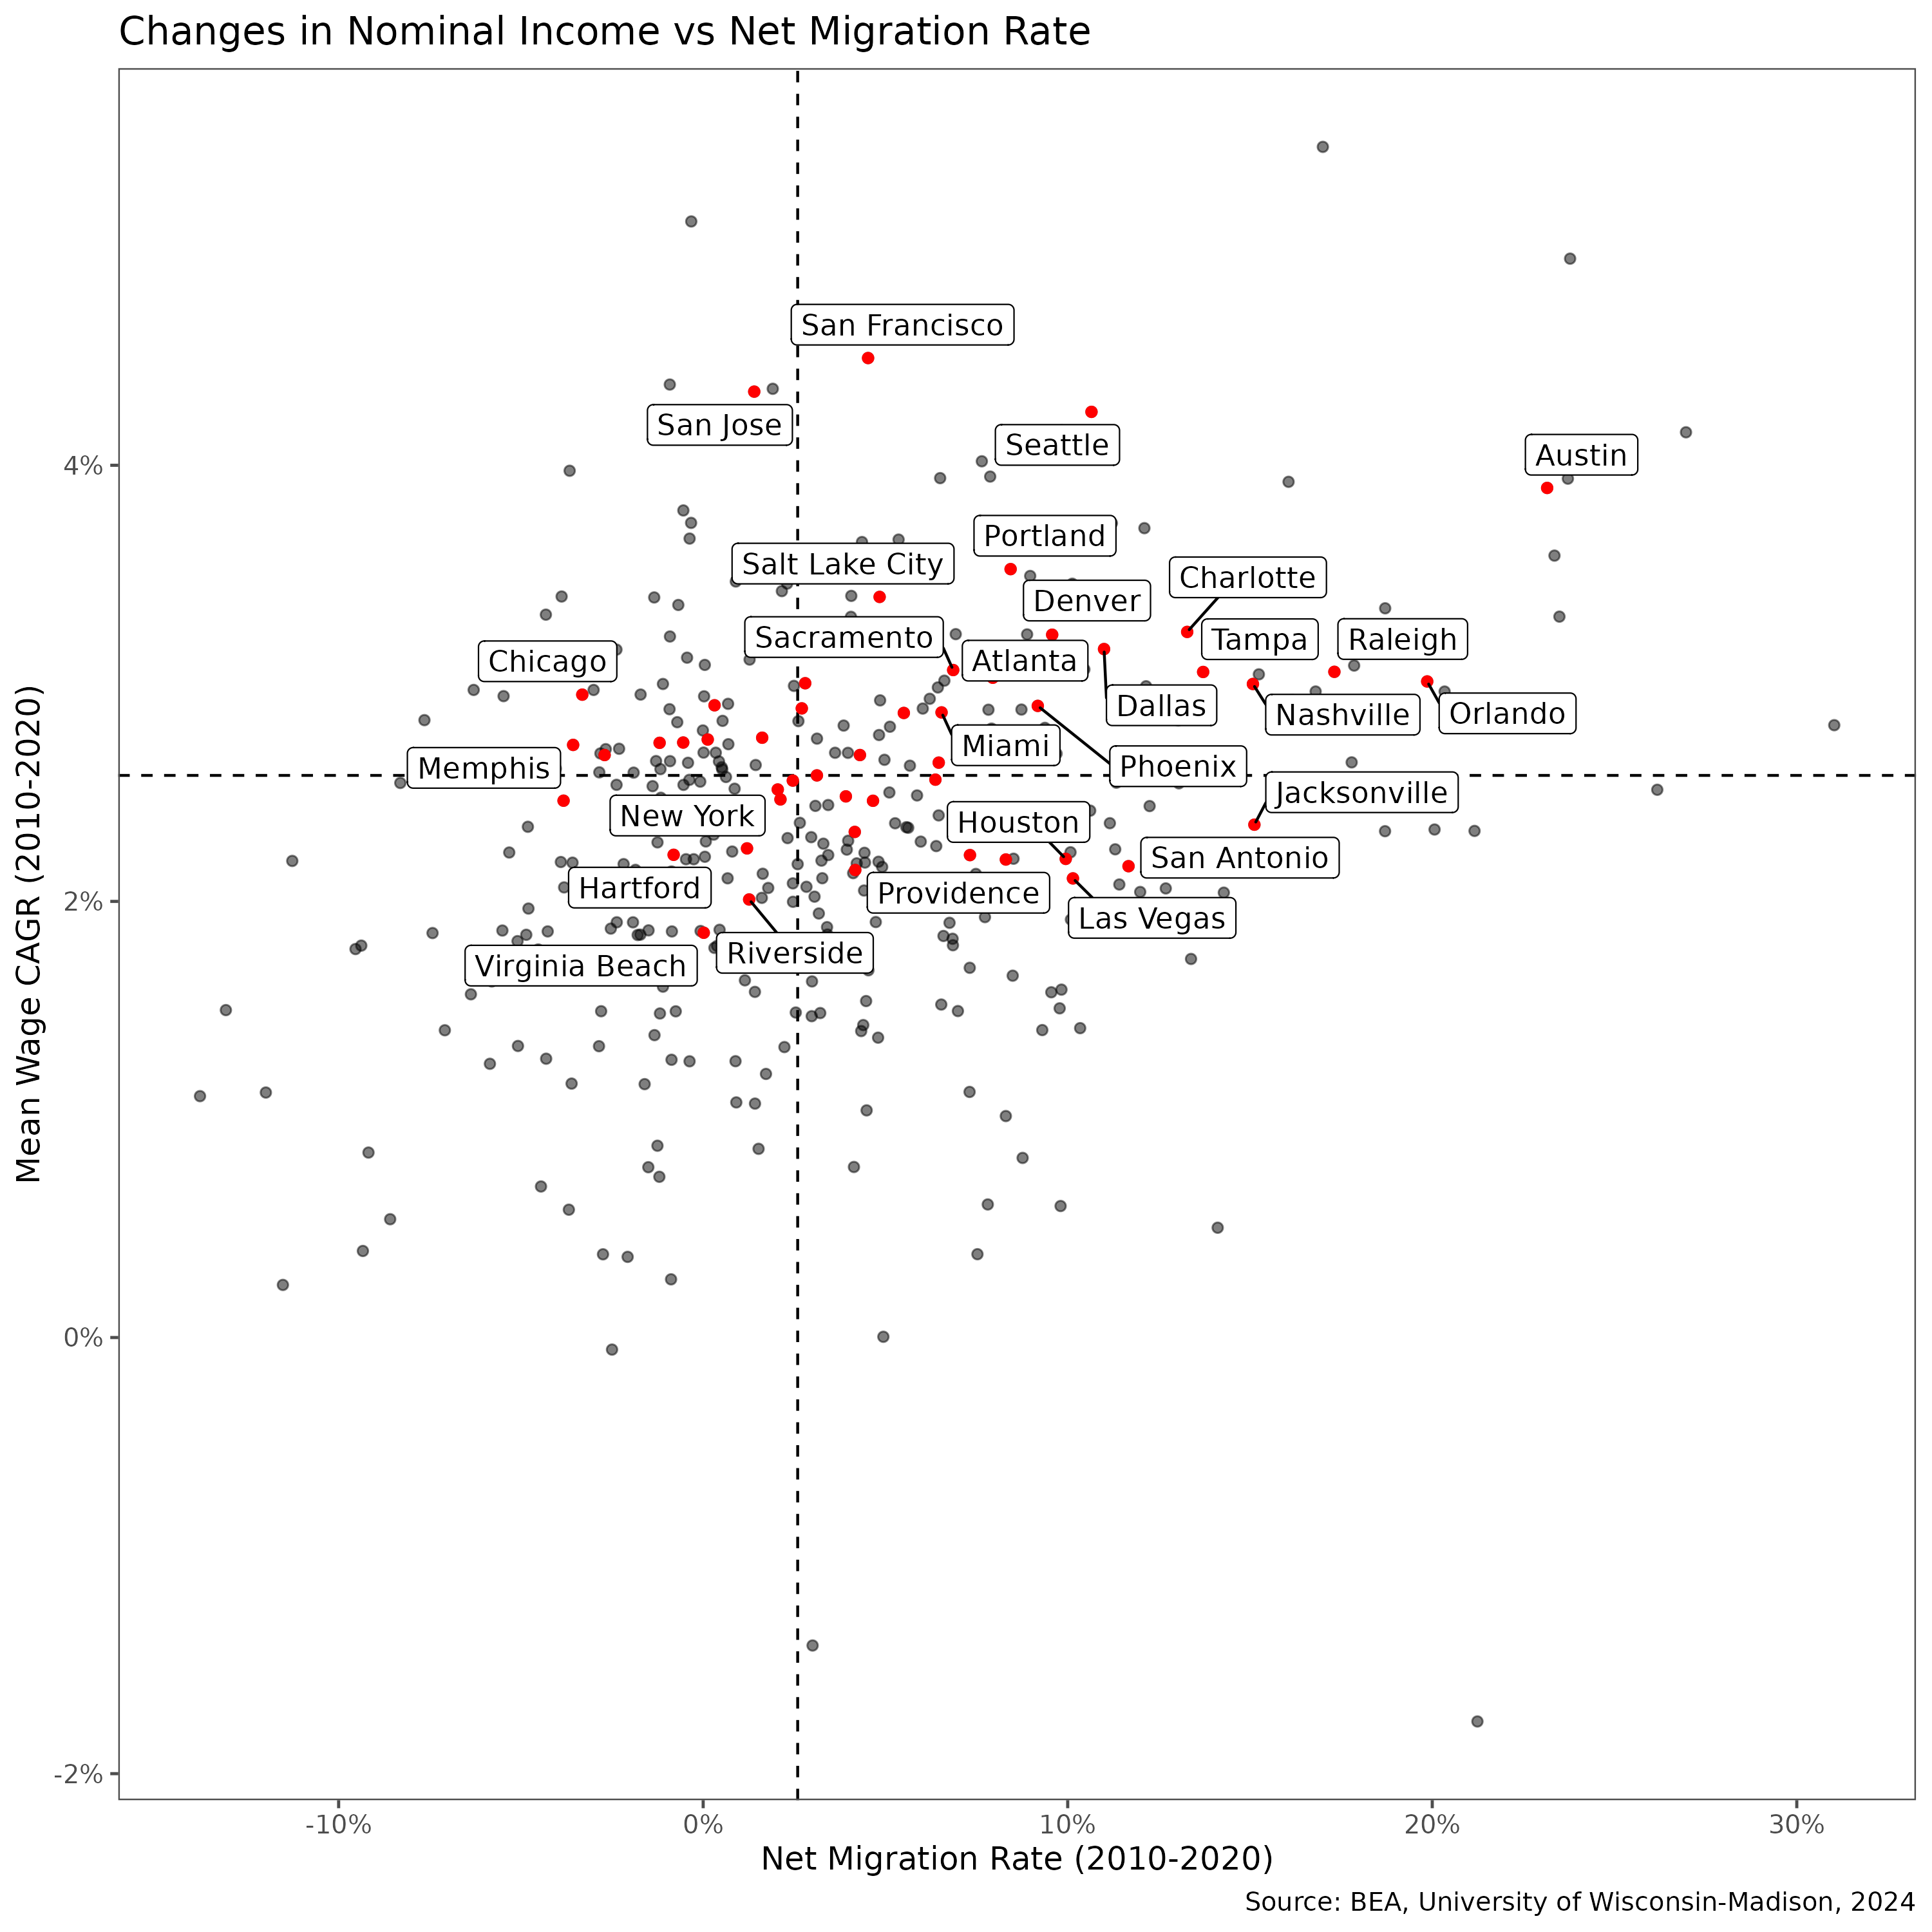 Changes in Nominal Income vs Net Migration Rate
San Francisco
San Jose
Seattle
Austin
Portland
Salt Lake City
Charlotte
Denver
Sacramento
Tampa
Raleigh
Chicago
Atlanta
Dallas
Nashville
Orlando
Miami
Phoenix
Memphis
Jacksonville
New York
Houston
San Antonio
Hartford
Providence
Las Vegas
Riverside
Virginia Beach
4%
2%
0%
-2%
Mean Wage CAGR (2010-2020)
-10%
0%
10%
20%
30%
Net Migration Rate (2010-2020)
Source: BEA, University of Wisconsin-Madison, 2024